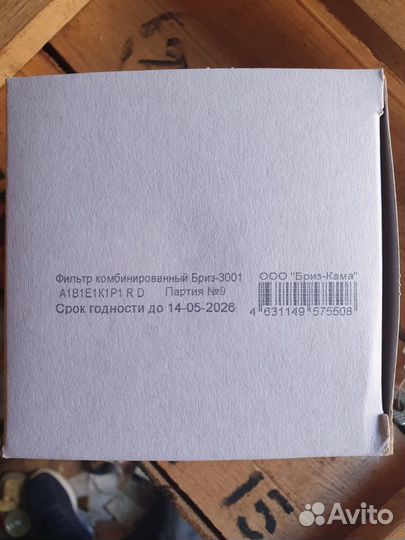 Фильтр комбинированный Бриз-3001
A1B1E1K1P1 R D Партия №9
Срок годности до 14-05-2026
ООО "Бриз-Кама"
4 631149 575508
15
Avito